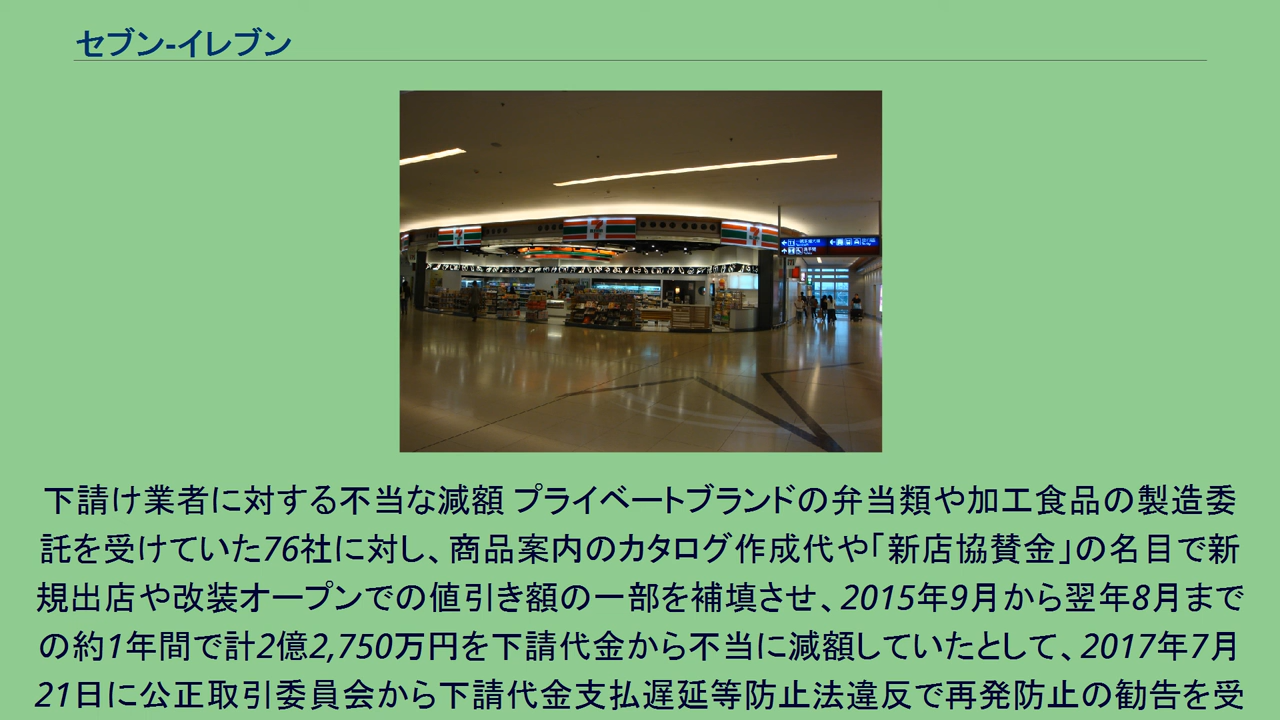 セブン-イレブン
下請け業者に対する不当な減額 プライベートブランドの弁当類や加工食品の製造委
託を受けていた76社に対し、商品案内のカタログ作成代や「新店協賛金」の名目で新
規出店や改装オープンでの値引き額の一部を補填させ、2015年9月から翌年8月まで
の約1年間で計2億2,750万円を下請代金から不当に減額していたとして、2017年7月
21日に公正取引委員会から下請代金支払遅延等防止法違反で再発防止の勧告を受